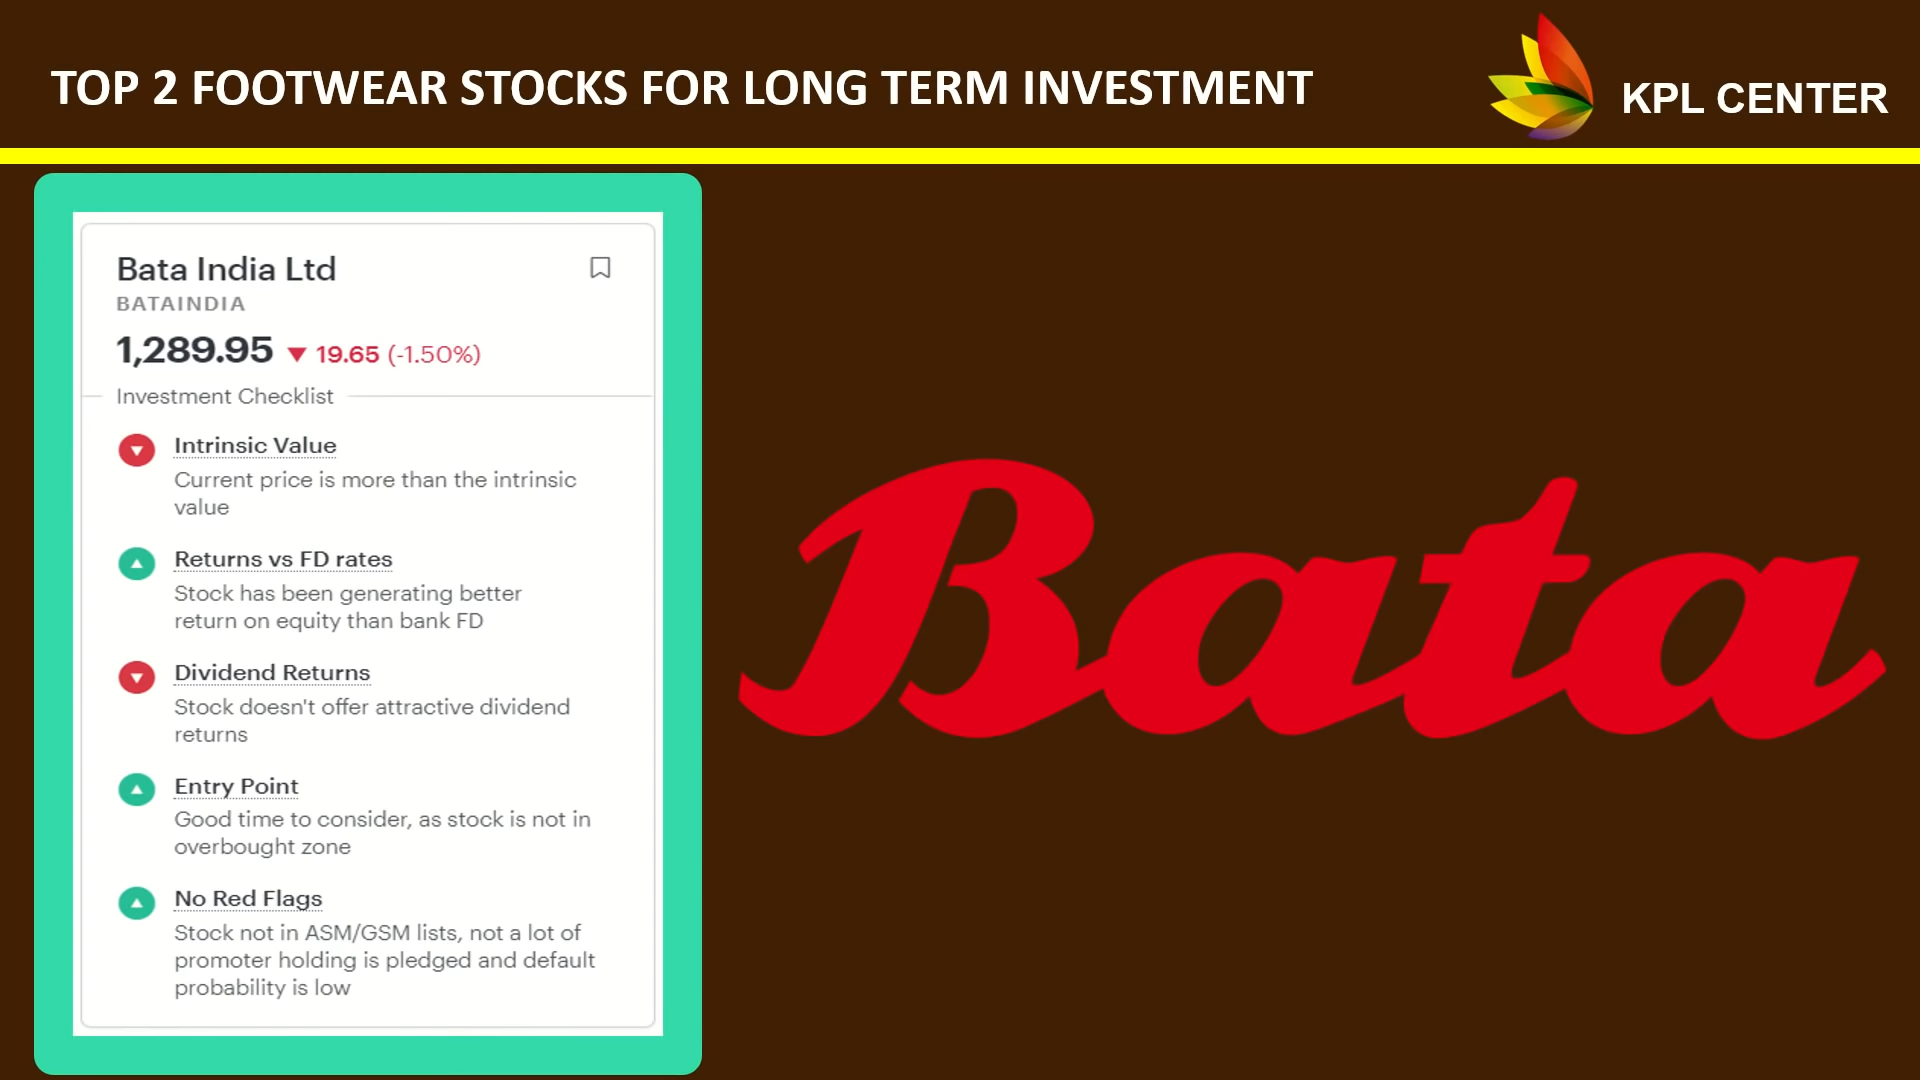 TOP 2 FOOTWEAR STOCKS FOR LONG TERM INVESTMENT
KPL CENTER
Bata India Ltd
BATAINDIA
1,289.95 ▼ 19.65 (-1.50%)
Investment Checklist
Intrinsic Value
Current price is more than the intrinsic
value
Returns vs FD rates
Stock has been generating better
return on equity than bank FD
Dividend Returns
Stock doesn't offer attractive dividend
returns
Entry Point
Good time to consider, as stock is not in
overbought zone
No Red Flags
Stock not in ASM/GSM lists, not a lot of
promoter holding is pledged and default
probability is low
Bata